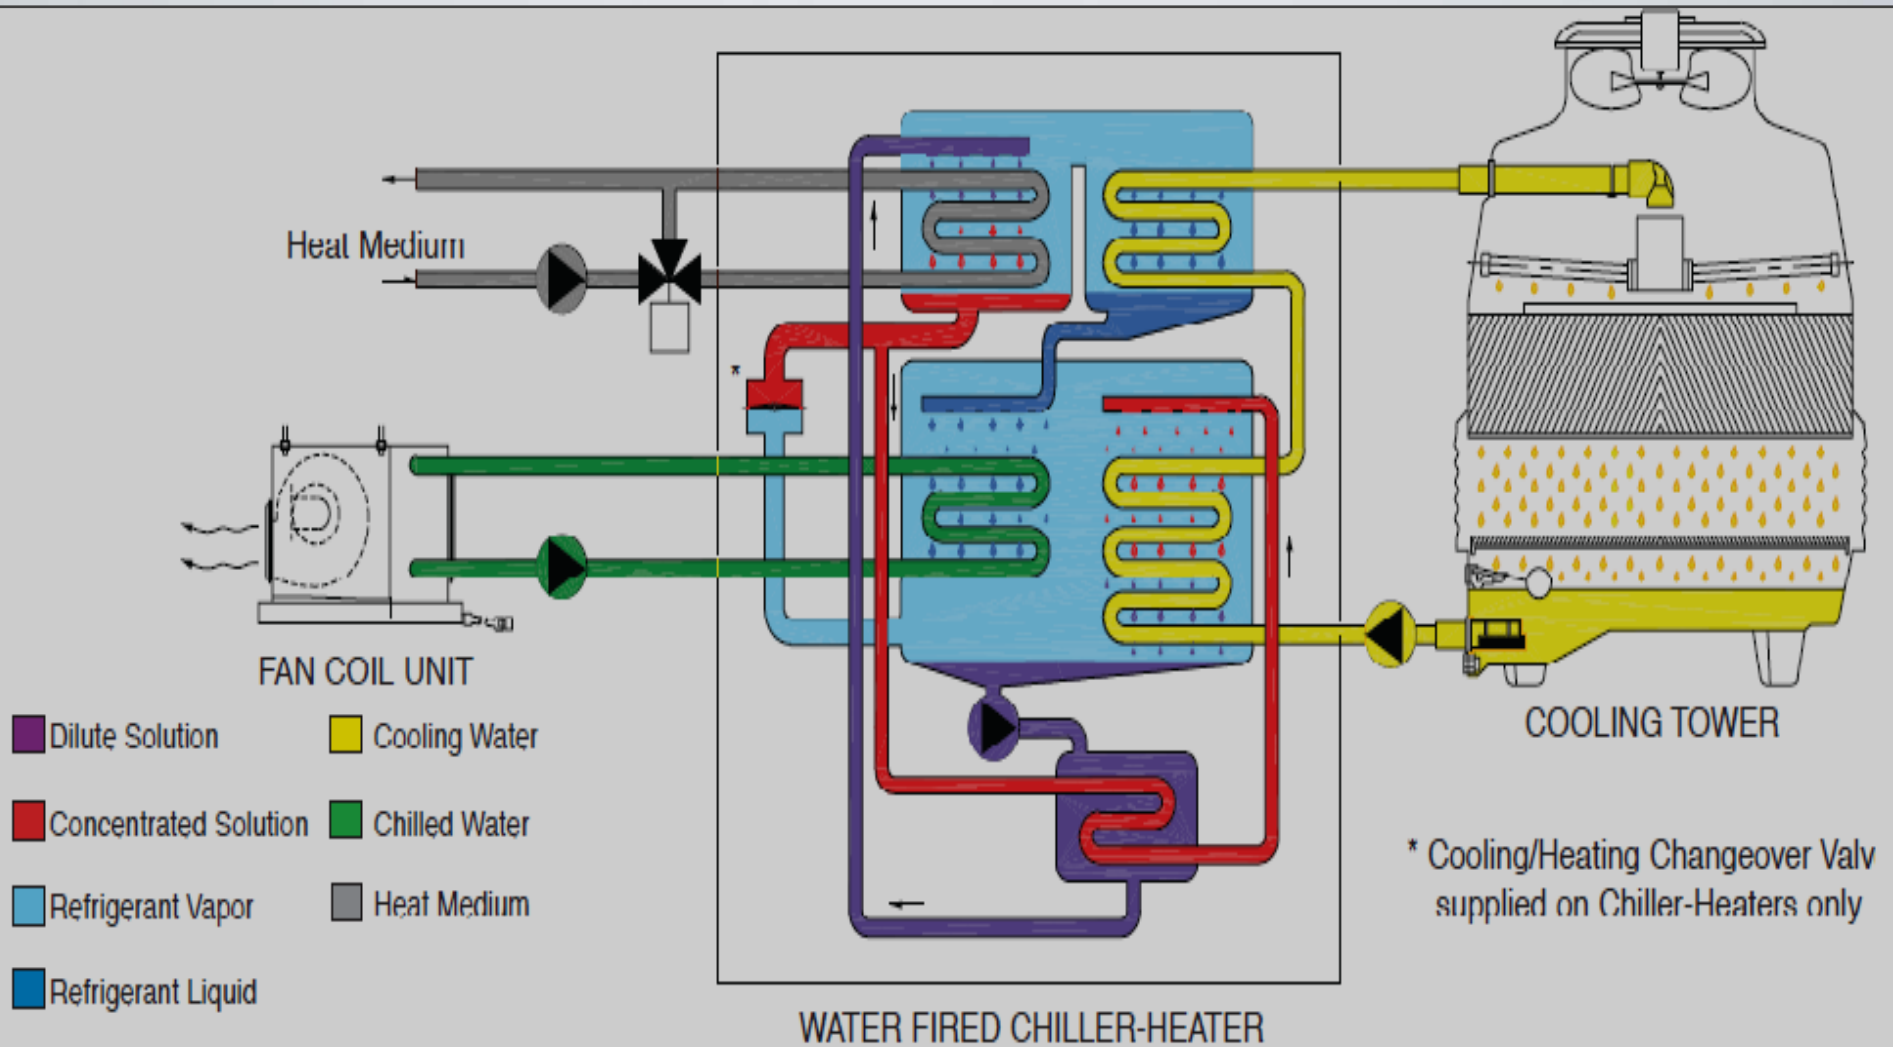 Heat Medium
*
FAN COIL UNIT
Dilute Solution
Cooling Water
Concentrated Solution
Chilled Water
Refrigerant Vapor
Heat Medium
Refrigerant Liquid
COOLING TOWER
* Cooling/Heating Changeover Valv
supplied on Chiller-Heaters only
WATER FIRED CHILLER-HEATER